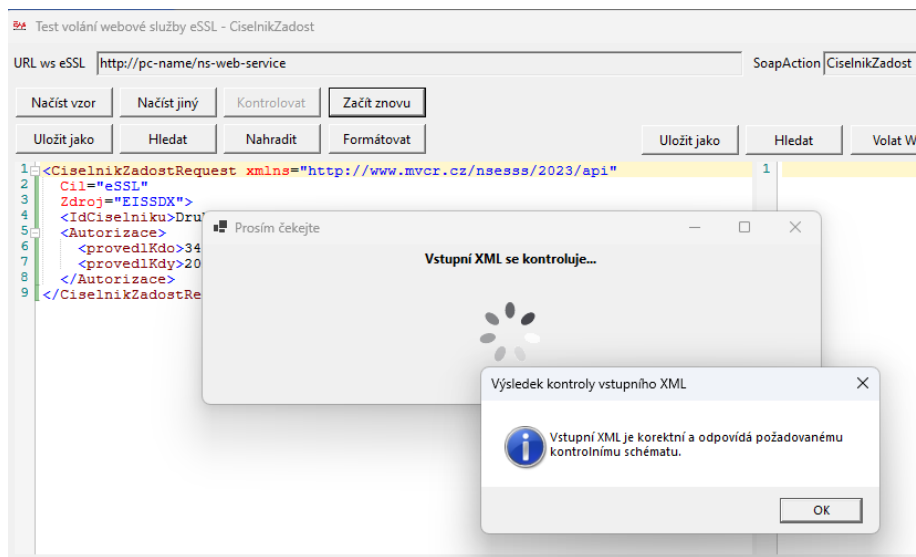 Test volání webové služby eSSL - CiselnikZadost
URL ws eSSL http://pc-name/ns-web-service SoapAction CiselnikZadost
Načíst vzor Načíst jiný Kontrolovat Začít znovu
Uložit jako Hledat Nahradit Formátovat Uložit jako Hledat Volat W
1 <CiselnikZadostRequest xmlns="http://www.mvcr.cz/nsesss/2023/api" 1
2 Cil="eSSL"
3 Zdroj="EISSDX">
4 <IdCiselniku>Dru
5 <Autorizace>
6 <provedlKdo>34
7 <provedlKdy>20
8 </Autorizace>
9 </CiselnikZadostRe
Prosím čekejte
Vstupní XML se kontroluje...
Výsledek kontroly vstupního XML
Vstupní XML je korektní a odpovídá požadovanému
kontrolnímu schématu.
OK